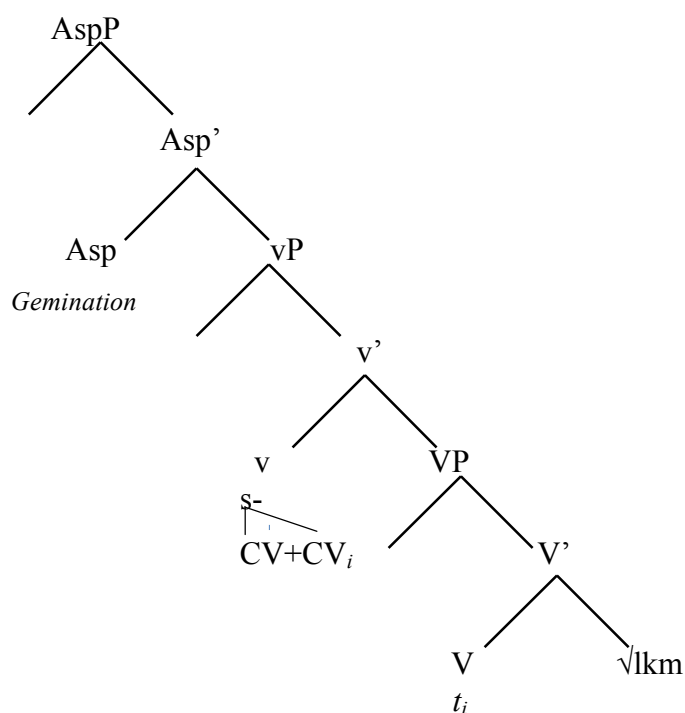 AspP
Asp’
Asp vP
Gemination
v’
v VP
s-
CV+CVi V’
V √lkm
ti